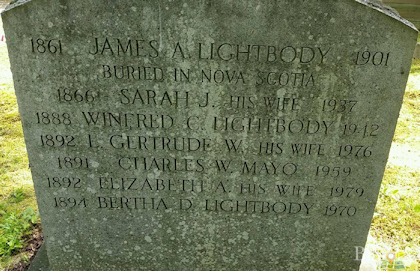 1861 JAMES A. LIGHTBODY 1901
BURIED IN NOVA SCOTIA
1866 SARAH J. HIS WIFE 1937
1888 WINFRED C. LIGHTBODY 1942
1892 L. GERTRUDE W. HIS WIFE 1976
1891 CHARLES W. MAYO 1959
1892 ELIZABETH A. HIS WIFE 1979
1894 BERTHA D. LIGHTBODY 1970